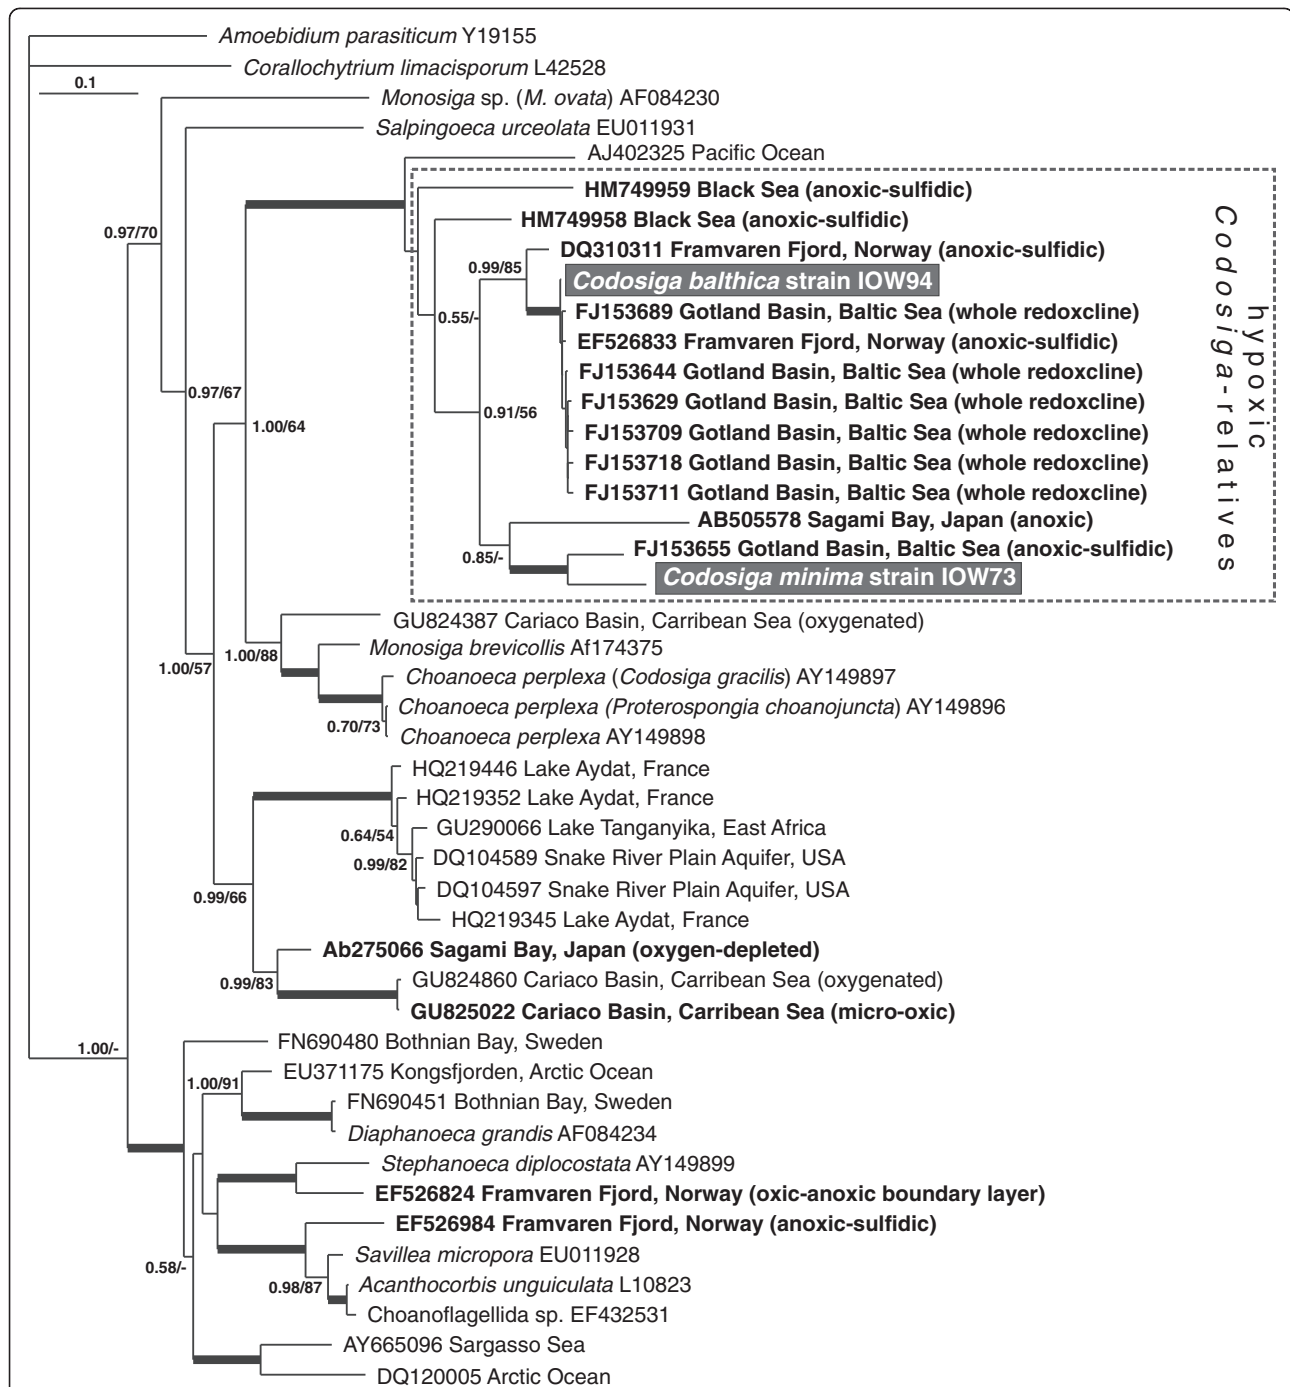 Amoebidium parasiticum Y19155
Corallochytrium limacisporum L42528
0.1
Monosiga sp. (M. ovata) AF084230
Salpingoeca urceolata EU011931
AJ402325 Pacific Ocean
HM749959 Black Sea (anoxic-sulfidic)
HM749958 Black Sea (anoxic-sulfidic)
0.97/70
DQ310311 Framvaren Fjord, Norway (anoxic-sulfidic)
0.99/85
Codosiga balthica strain IOW94
FJ153689 Gotland Basin, Baltic Sea (whole redoxcline)
0.55/-
EF526833 Framvaren Fjord, Norway (anoxic-sulfidic)
FJ153644 Gotland Basin, Baltic Sea (whole redoxcline)
0.97/67
FJ153629 Gotland Basin, Baltic Sea (whole redoxcline)
0.91/56
1.00/64
FJ153709 Gotland Basin, Baltic Sea (whole redoxcline)
FJ153718 Gotland Basin, Baltic Sea (whole redoxcline)
FJ153711 Gotland Basin, Baltic Sea (whole redoxcline)
AB505578 Sagami Bay, Japan (anoxic)
FJ153655 Gotland Basin, Baltic Sea (anoxic-sulfidic)
0.85/-
Codosiga minima strain IOW73
hypoxic
Codosiga-relatives
GU824387 Cariaco Basin, Carribean Sea (oxygenated)
Monosiga brevicollis Af174375
1.00/57
1.00/88
Choanoeca perplexa (Codosiga gracilis) AY149897
Choanoeca perplexa (Proterospongia choanojuncta) AY149896
0.70/73
Choanoeca perplexa AY149898
HQ219446 Lake Aydat, France
HQ219352 Lake Aydat, France
GU290066 Lake Tanganyika, East Africa
0.64/54
DQ104589 Snake River Plain Aquifer, USA
0.99/82
DQ104597 Snake River Plain Aquifer, USA
0.99/66
HQ219345 Lake Aydat, France
Ab275066 Sagami Bay, Japan (oxygen-depleted)
GU824860 Cariaco Basin, Carribean Sea (oxygenated)
0.99/83
GU825022 Cariaco Basin, Carribean Sea (micro-oxic)
FN690480 Bothnian Bay, Sweden
1.00/-
EU371175 Kongsfjorden, Arctic Ocean
1.00/91
FN690451 Bothnian Bay, Sweden
Diaphanoeca grandis AF084234
Stephanoeca diplocostata AY149899
EF526824 Framvaren Fjord, Norway (oxic-anoxic boundary layer)
EF526984 Framvaren Fjord, Norway (anoxic-sulfidic)
Savillea micropora EU011928
0.58/-
Acanthocorbis unguiculata L10823
0.98/87
Choanoflagellida sp. EF432531
AY665096 Sargasso Sea
DQ120005 Arctic Ocean